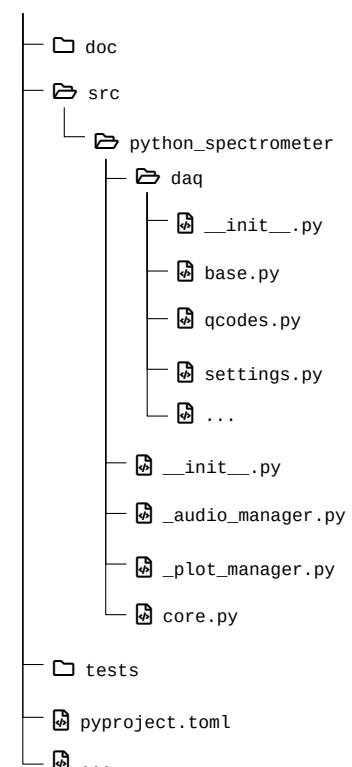 doc
src
python_spectrometer
daq
__init__.py
base.py
qcodes.py
settings.py
...
__init__.py
_audio_manager.py
_plot_manager.py
core.py
tests
pyproject.toml
...